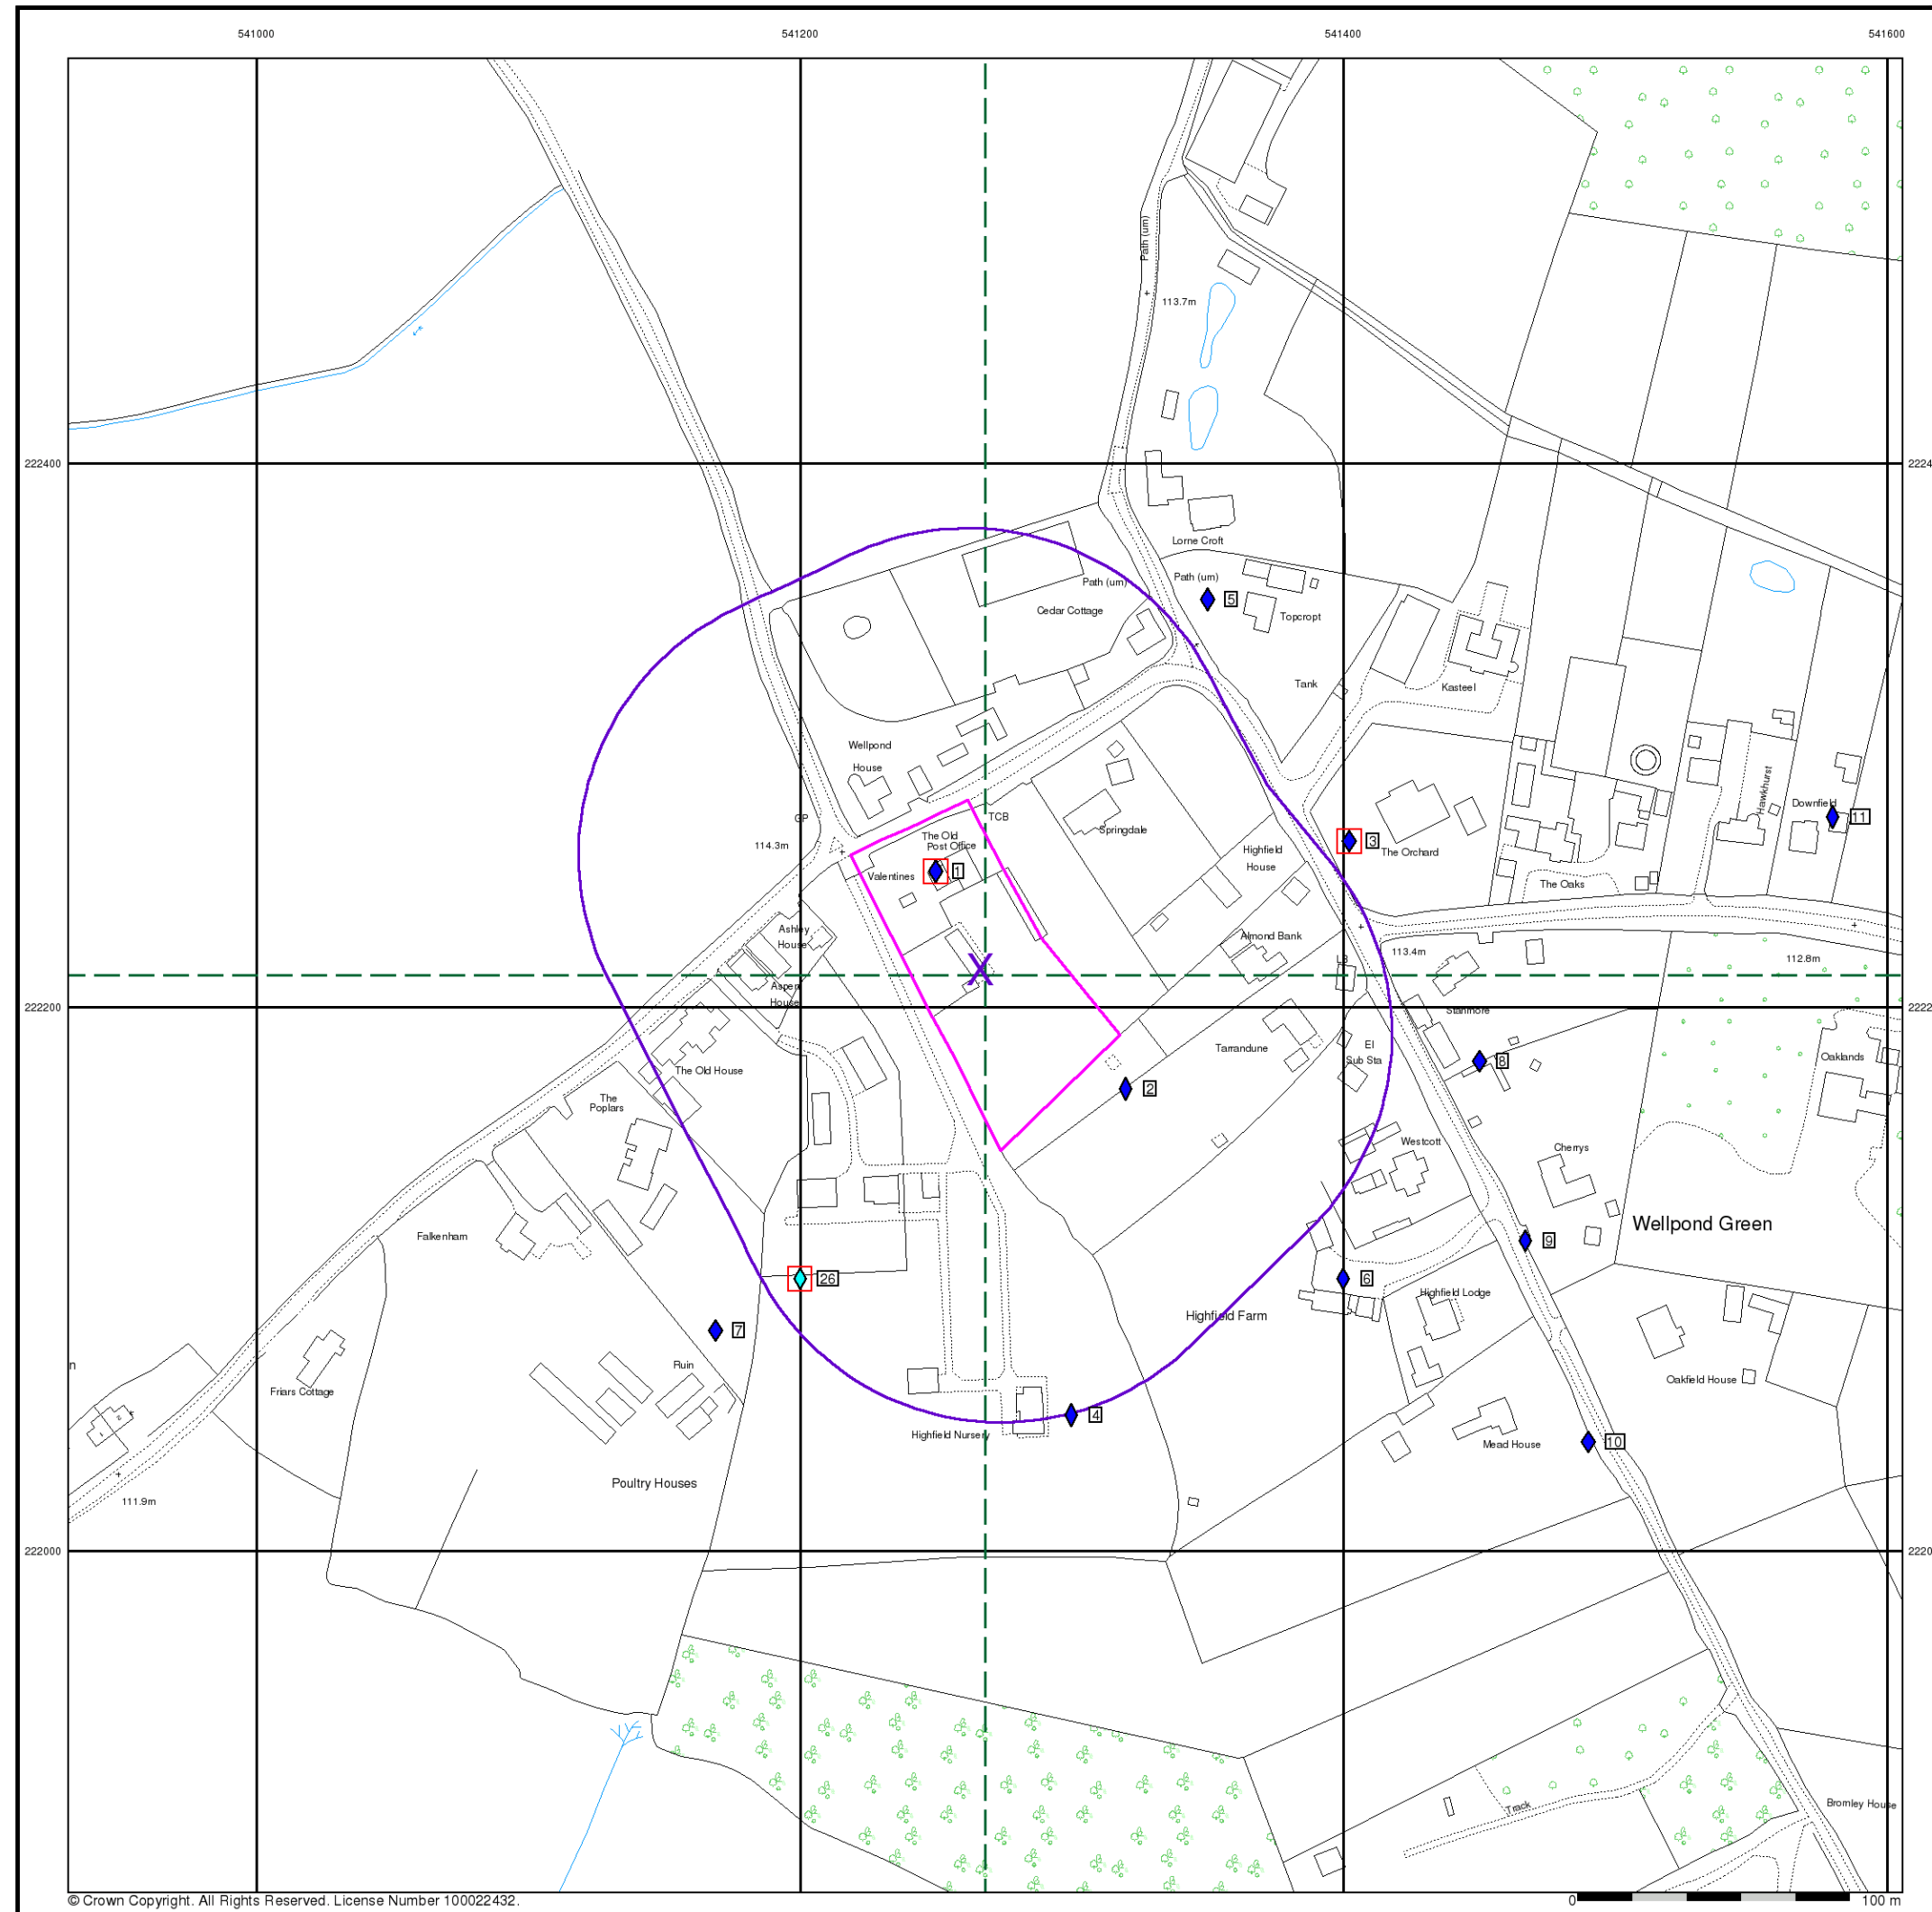 541000
541200
541400
541600
Path (um)
113.7m
222400
2224
Lorne Croft
Path (um)
Path (um)
5
Cedar Cottage
Topcropt
Tank
Kasteel
Wellpond
House
Hawkhurst
Downfield
11
GP
TCB
Springdale
The Old
Post Office
114.3m
3
The Orchard
Highfield
House
Valentines
1
The Oaks
Ashley
House
Almond Bank
113.4m
LB
112.8m
X
Aspen
House
222200
2222
Stanmore
El
Sub Sta
Tarrandune
Oaklands
8
The Old House
2
The
Poplars
Westcott
Cherrys
Wellpond Green
Falkenham
9
26
6
Highfield Lodge
Highfield Farm
7
n
Ruin
Friars Cottage
Oakfield House
4
Highfield Nursery
10
Mead House
Poultry Houses
111.9m
222000
2220
Track
Bromley House
© Crown Copyright. All Rights Reserved. License Number 100022432.
0
100 m